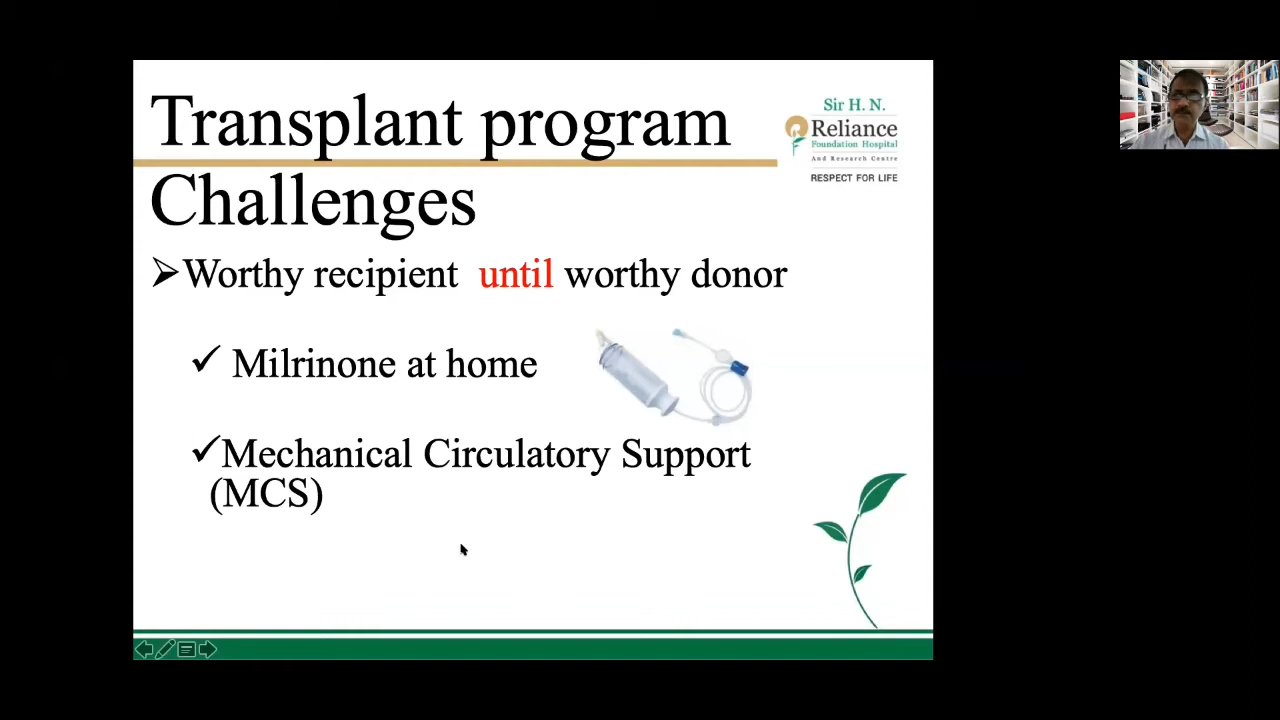 Transplant program
Challenges
Sir H. N.
Reliance
Foundation Hospital
And Research Centre
RESPECT FOR LIFE
➢Worthy recipient until worthy donor
✓ Milrinone at home
✓Mechanical Circulatory Support
(MCS)